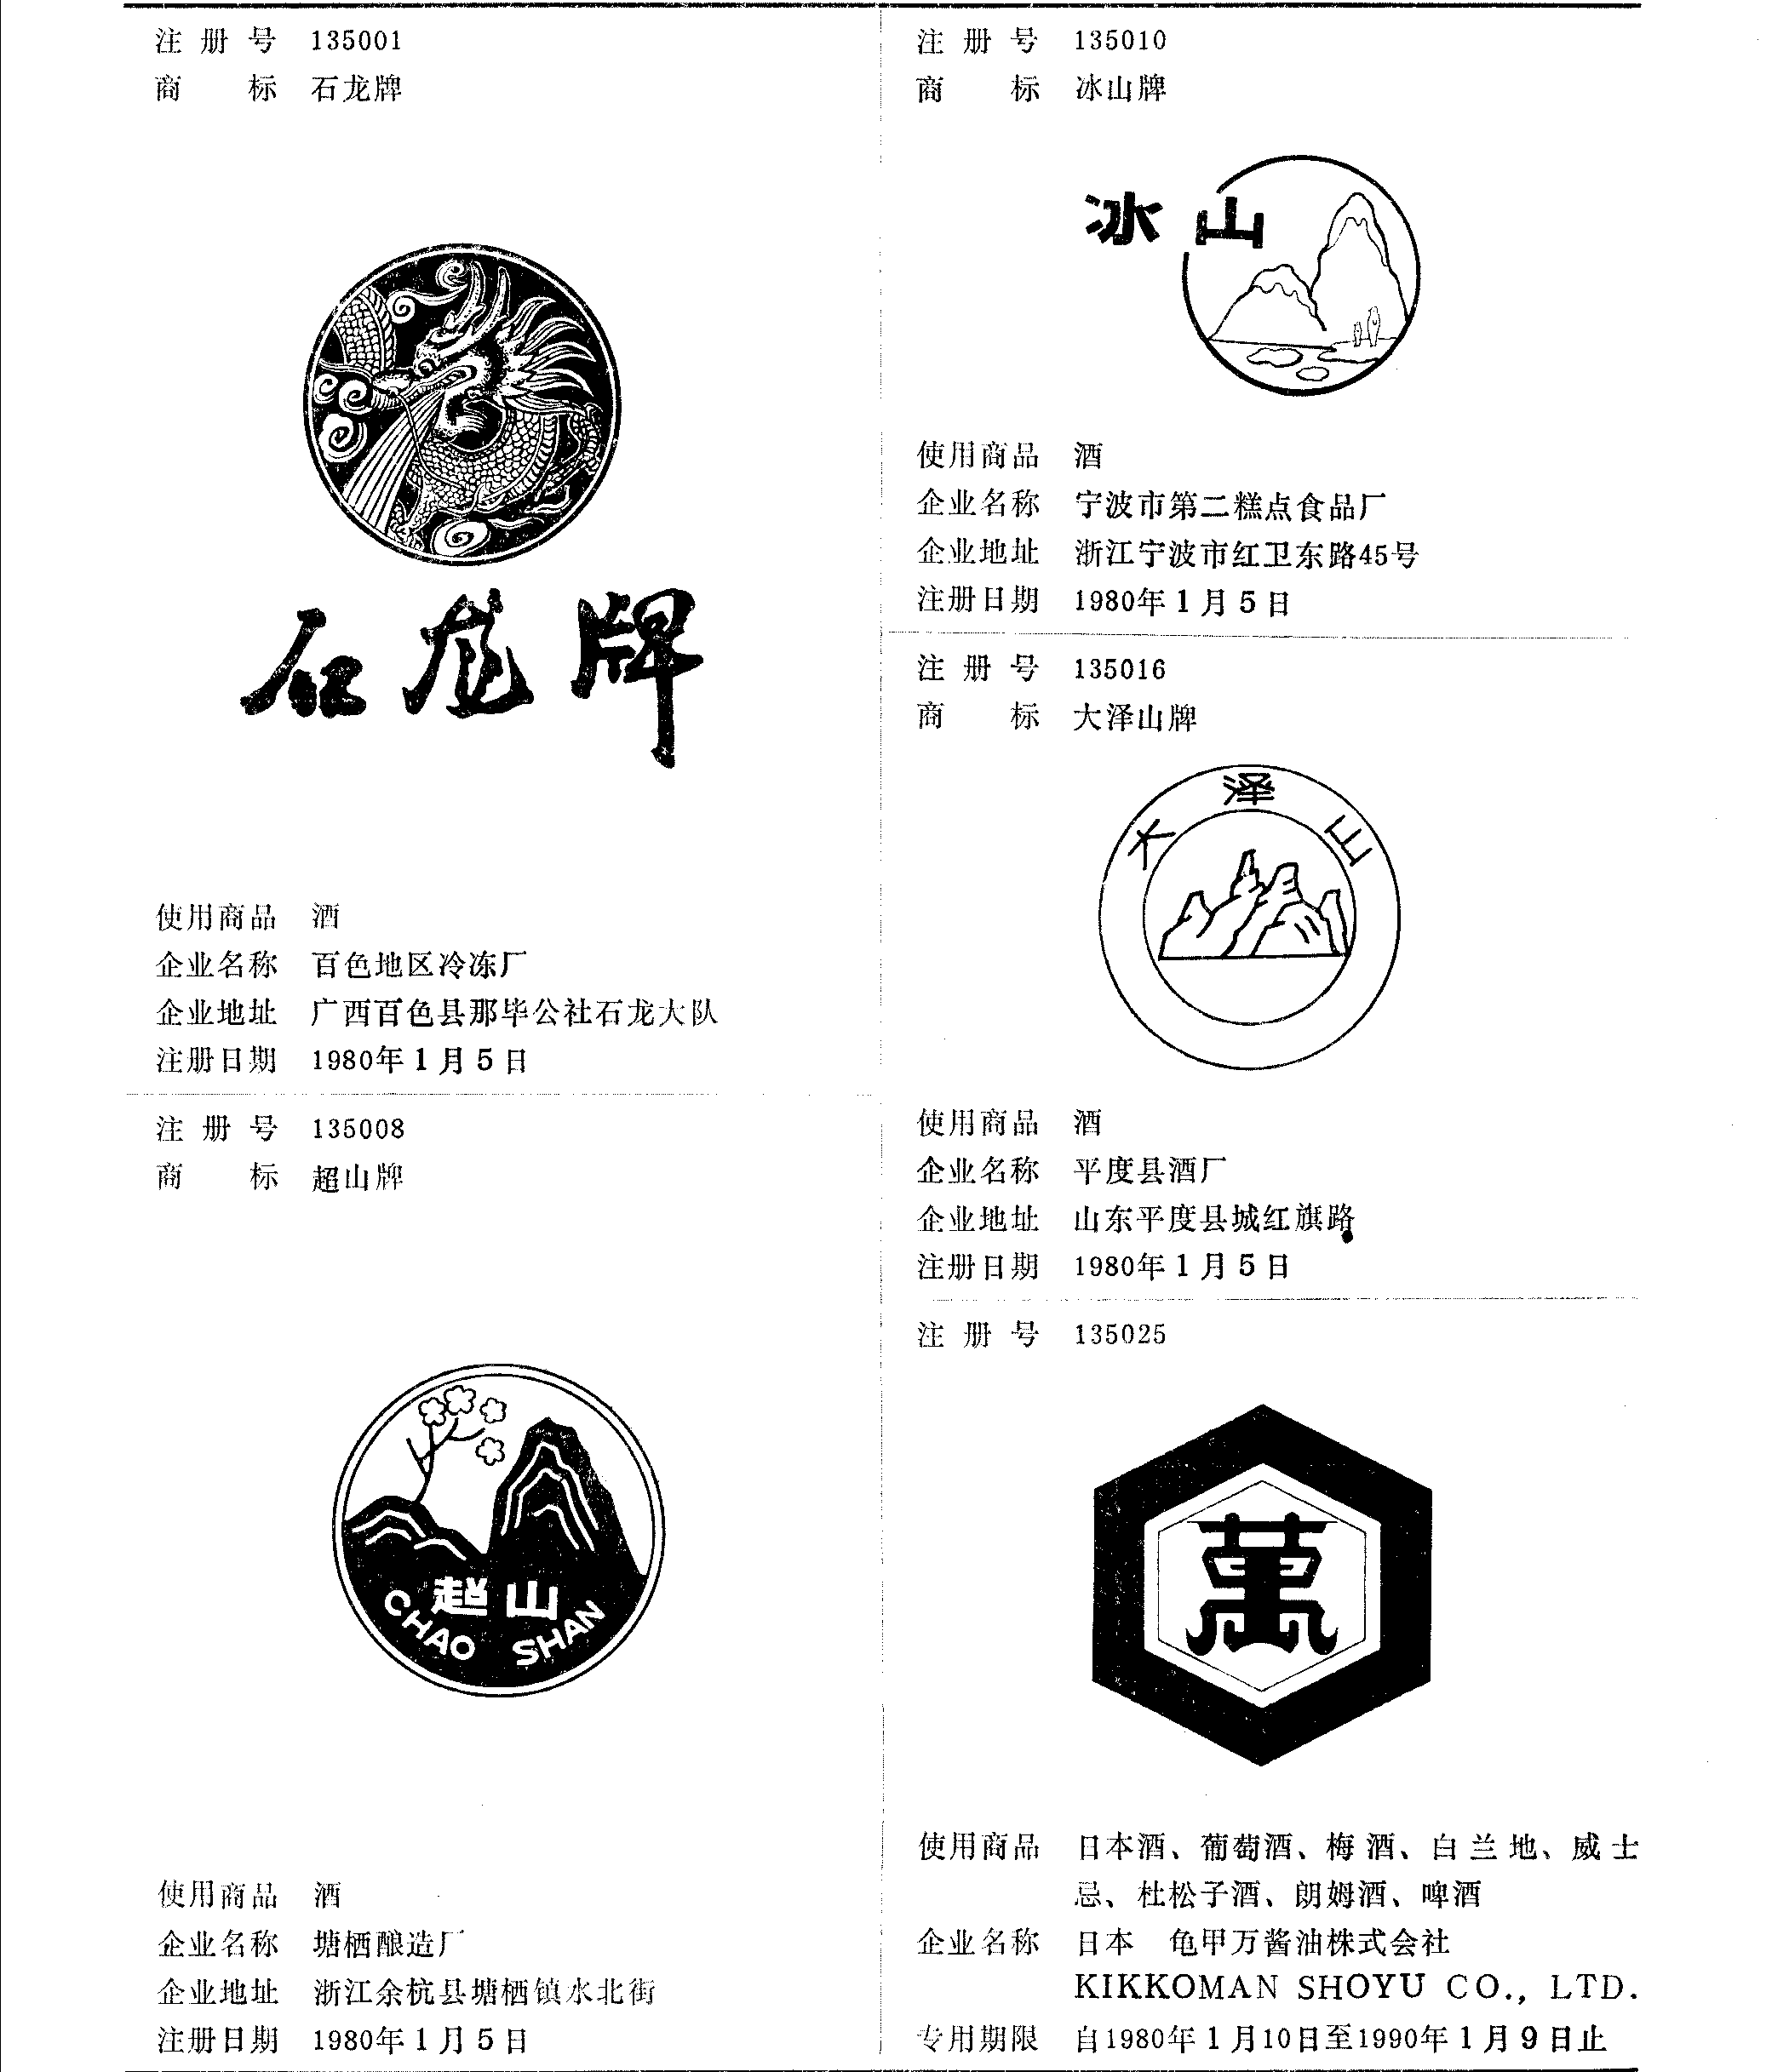 注册号 135001
商标 石龙牌
石龙牌
使用商品 酒
企业名称 百色地区冷冻厂
企业地址 广西百色县那毕公社石龙大队
注册日期 1980年1月5日
注册号 135008
商标 超山牌
超山
CHAO SHAN
使用商品 酒
企业名称 塘栖酿造厂
企业地址 浙江余杭县塘栖镇水北街
注册日期 1980年1月5日
注册号 135010
商标 冰山牌
冰山
使用商品 酒
企业名称 宁波市第二糕点食品厂
企业地址 浙江宁波市红卫东路45号
注册日期 1980年1月5日
注册号 135016
商标 大泽山牌
大泽山
使用商品 酒
企业名称 平度县酒厂
企业地址 山东平度县城红旗路
注册日期 1980年1月5日
注册号 135025
萬
使用商品 日本酒、葡萄酒、梅酒、白兰地、威士
忌、杜松子酒、朗姆酒、啤酒
企业名称 日本 龟甲万酱油株式会社
KIKKOMAN SHOYU CO., LTD.
专用期限 自1980年1月10日至1990年1月9日止